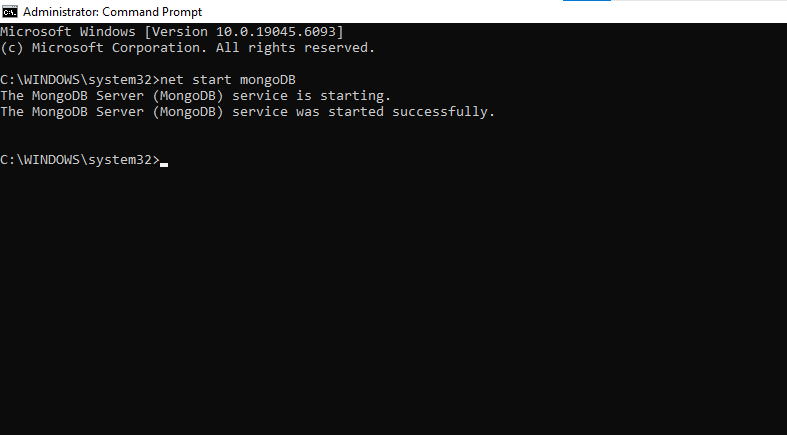 Administrator: Command Prompt
Microsoft Windows [Version 10.0.19045.6093]
(c) Microsoft Corporation. All rights reserved.
C:\WINDOWS\system32>net start mongoDB
The MongoDB Server (MongoDB) service is starting.
The MongoDB Server (MongoDB) service was started successfully.
C:\WINDOWS\system32>